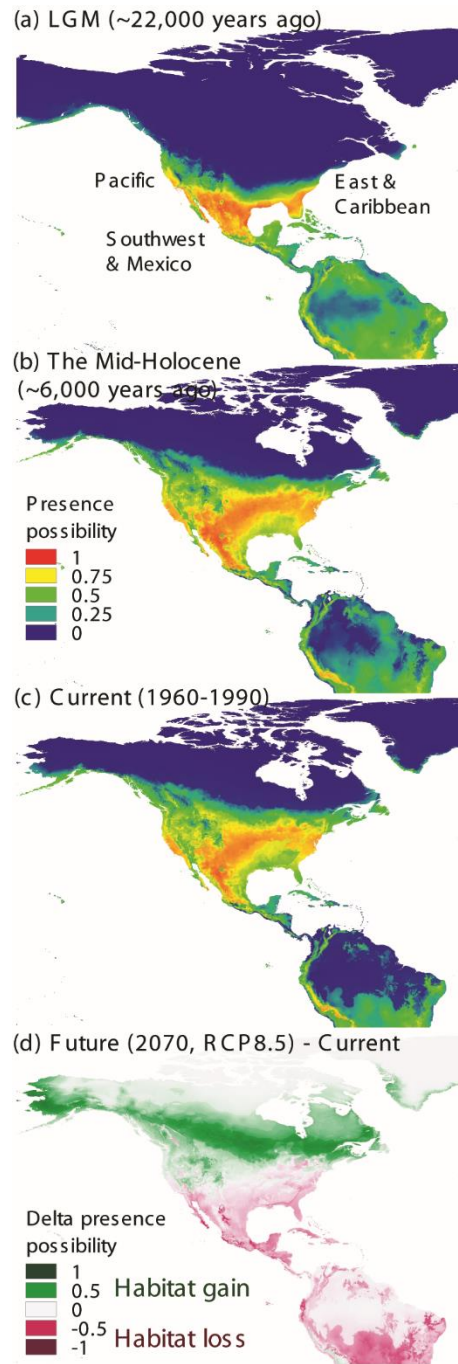 (a) LGM (~22,000 years ago)
Pacific
East &
Caribbean
Southwest
& Mexico
(b) The Mid-Holocene
(~6,000 years ago)
Presence
possibility
1
0.75
0.5
0.25
0
(c) Current (1960-1990)
(d) Future (2070, RCP8.5) - Current
Delta presence
possibility
1
0.5 Habitat gain
0
-0.5
-1 Habitat loss